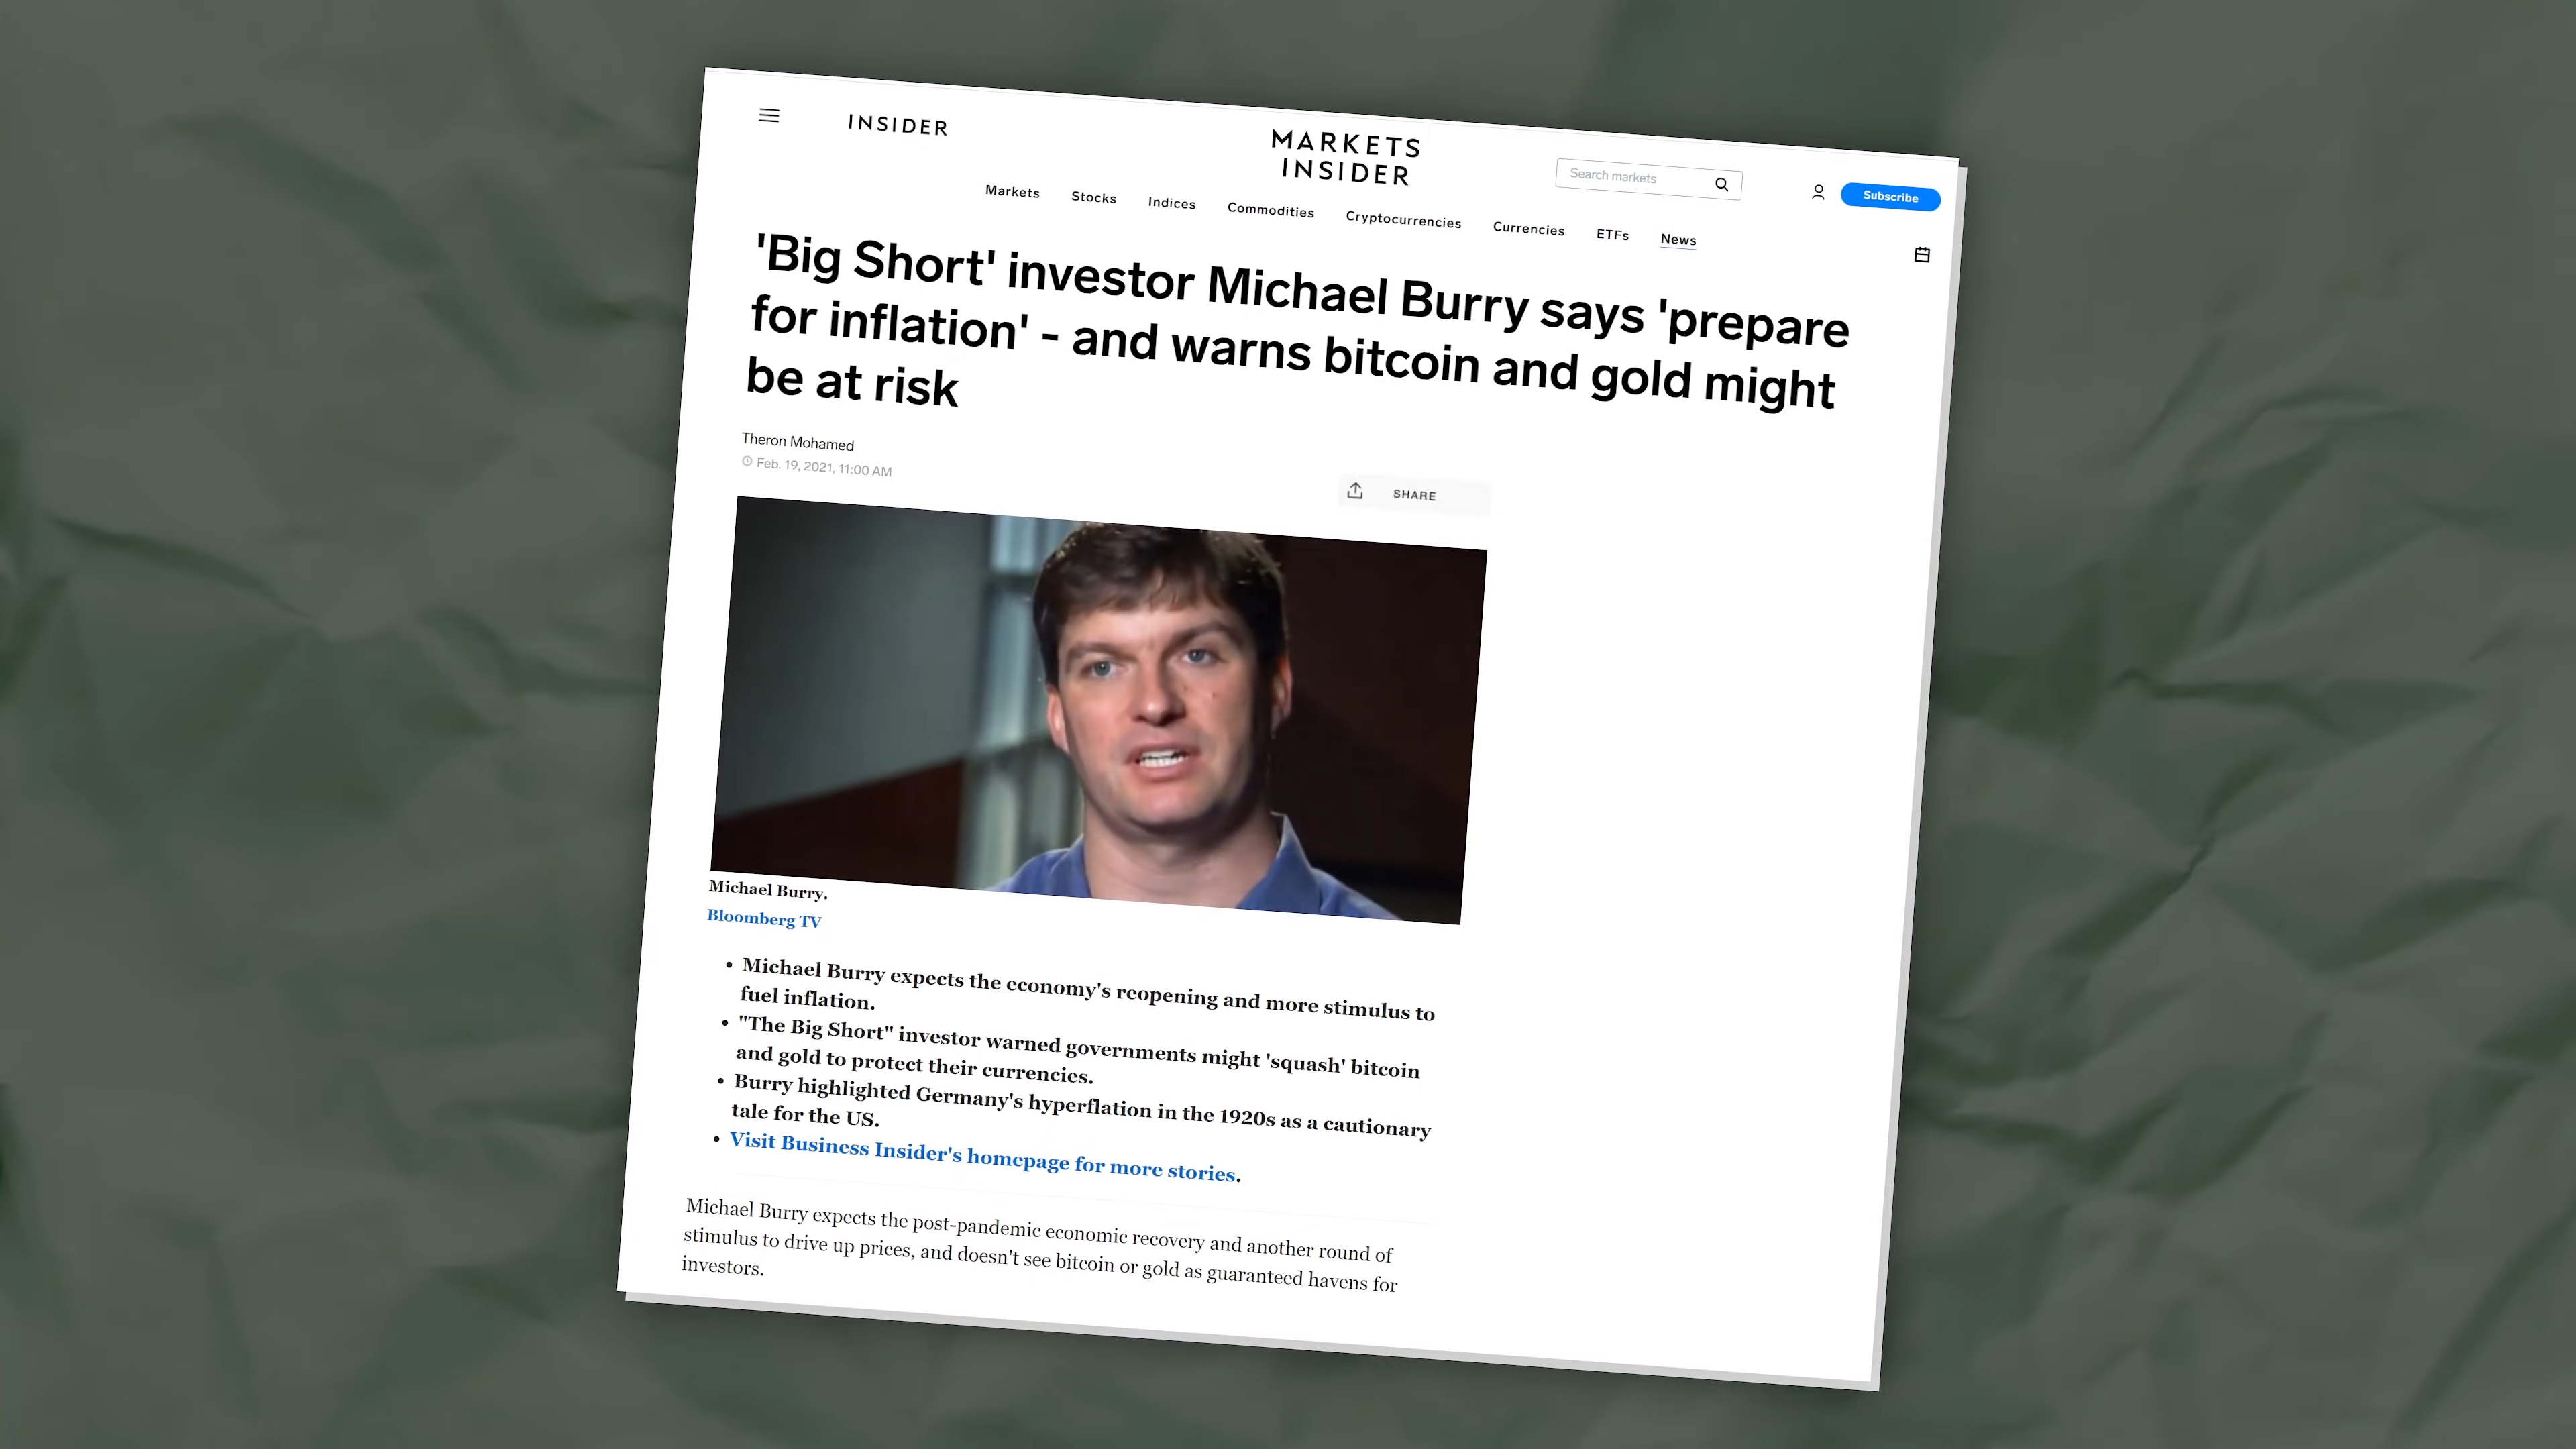 INSIDER
MARKETS
INSIDER
Search markets
Subscribe
Markets Stocks Indices Commodities Cryptocurrencies Currencies ETFs News
'Big Short' investor Michael Burry says 'prepare
for inflation' - and warns bitcoin and gold might
be at risk
Theron Mohamed
Feb. 19, 2021, 11:00 AM
SHARE
Michael Burry.
Bloomberg TV
• Michael Burry expects the economy's reopening and more stimulus to
fuel inflation.
• "The Big Short" investor warned governments might 'squash' bitcoin
and gold to protect their currencies.
• Burry highlighted Germany's hyperflation in the 1920s as a cautionary
tale for the US.
• Visit Business Insider's homepage for more stories.
Michael Burry expects the post-pandemic economic recovery and another round of
stimulus to drive up prices, and doesn't see bitcoin or gold as guaranteed havens for
investors.